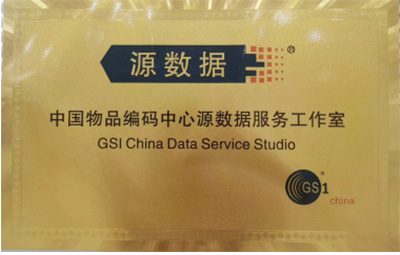 源数据®
中国物品编码中心源数据服务工作室
GSI China Data Service Studio
GS1
china